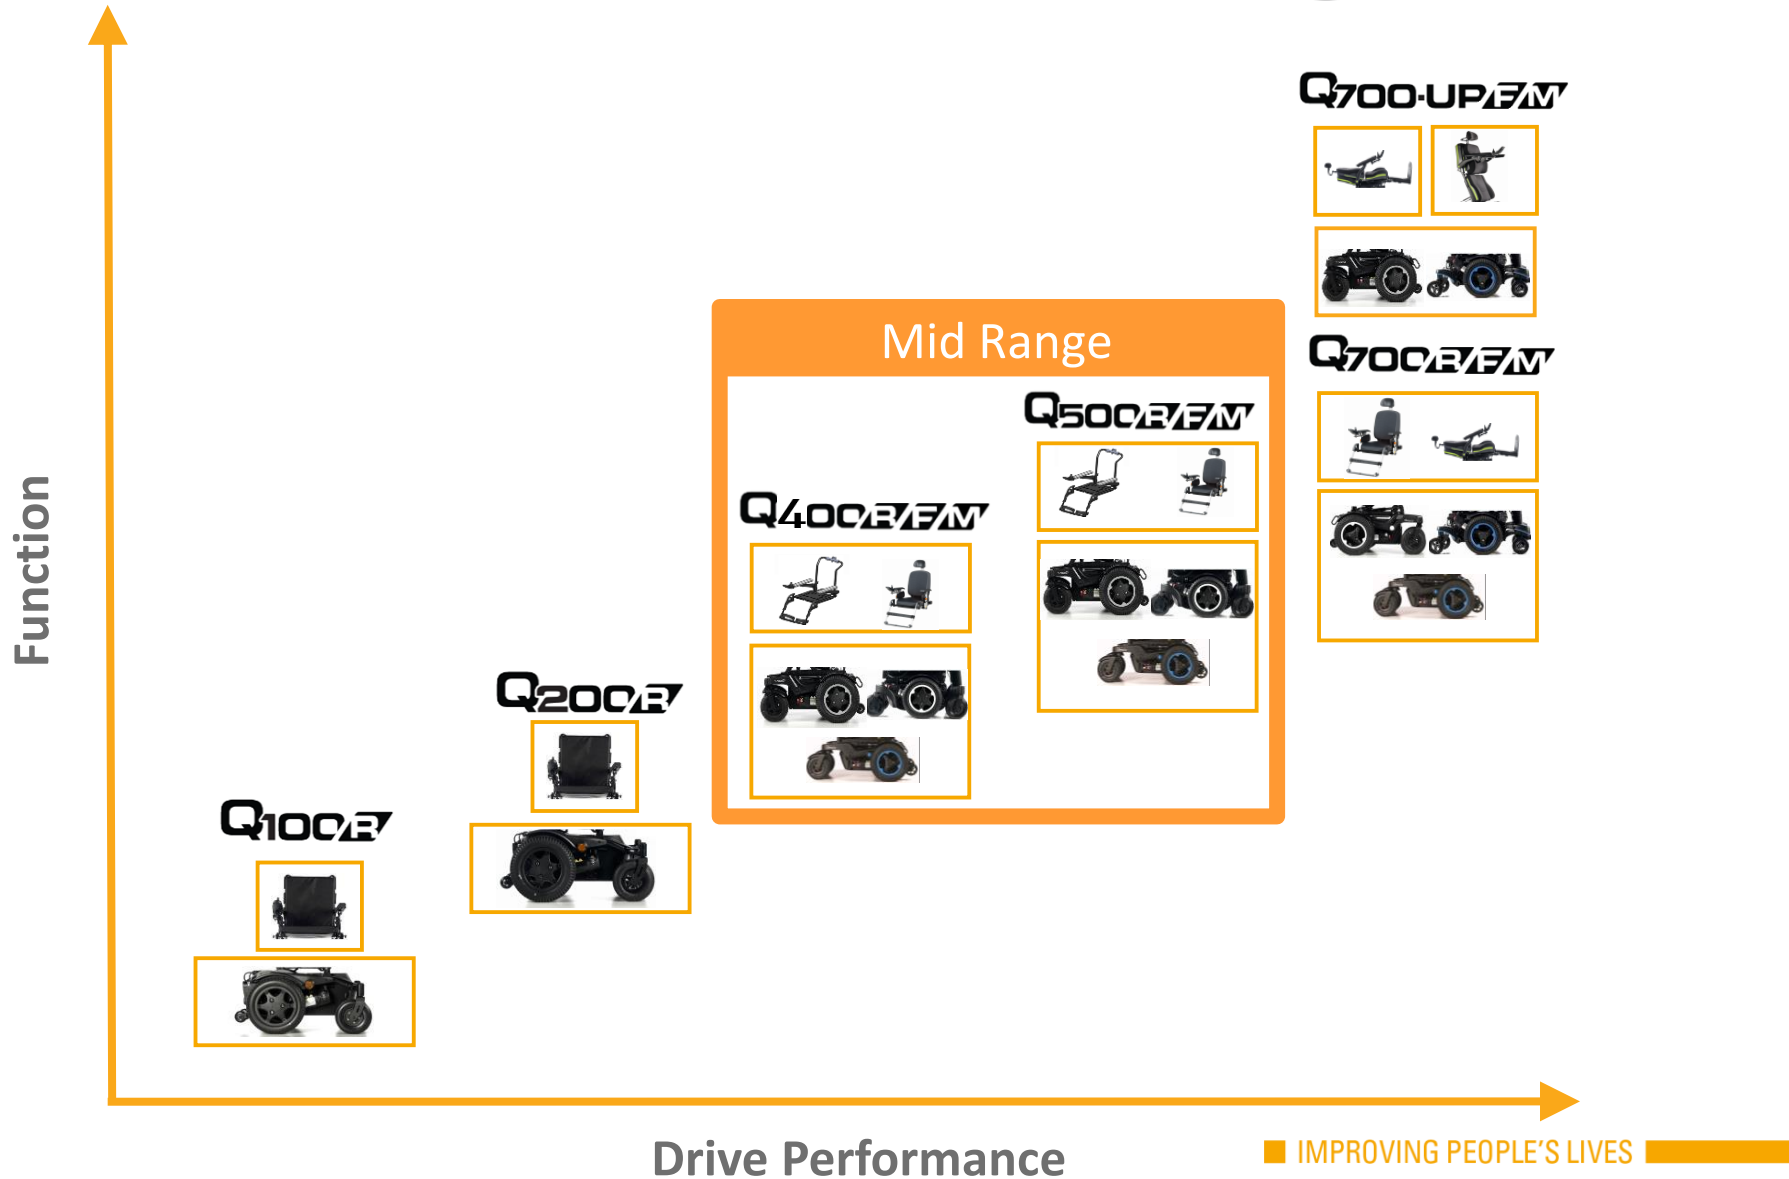 Q700-UP F/M
Q700 R/F/M
Mid Range
Q500 R/F/M
Q400 R/F/M
Q200 R
Q100 R
Function
Drive Performance
IMPROVING PEOPLE'S LIVES